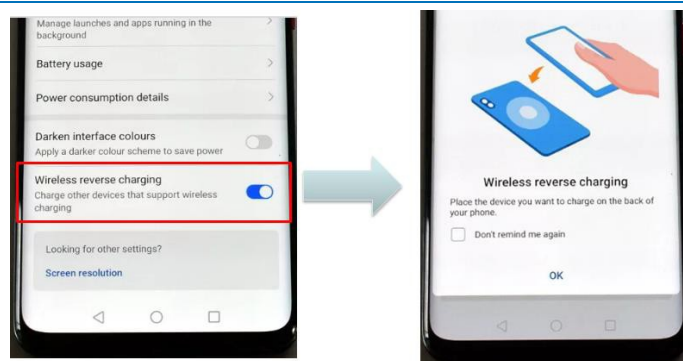 Manage launches and apps running in the
background
Battery usage
Power consumption details
Darken interface colours
Apply a darker colour scheme to save power
Wireless reverse charging
Charge other devices that support wireless
charging
Looking for other settings?
Screen resolution
Wireless reverse charging
Place the device you want to charge on the back of
your phone.
Don't remind me again
OK